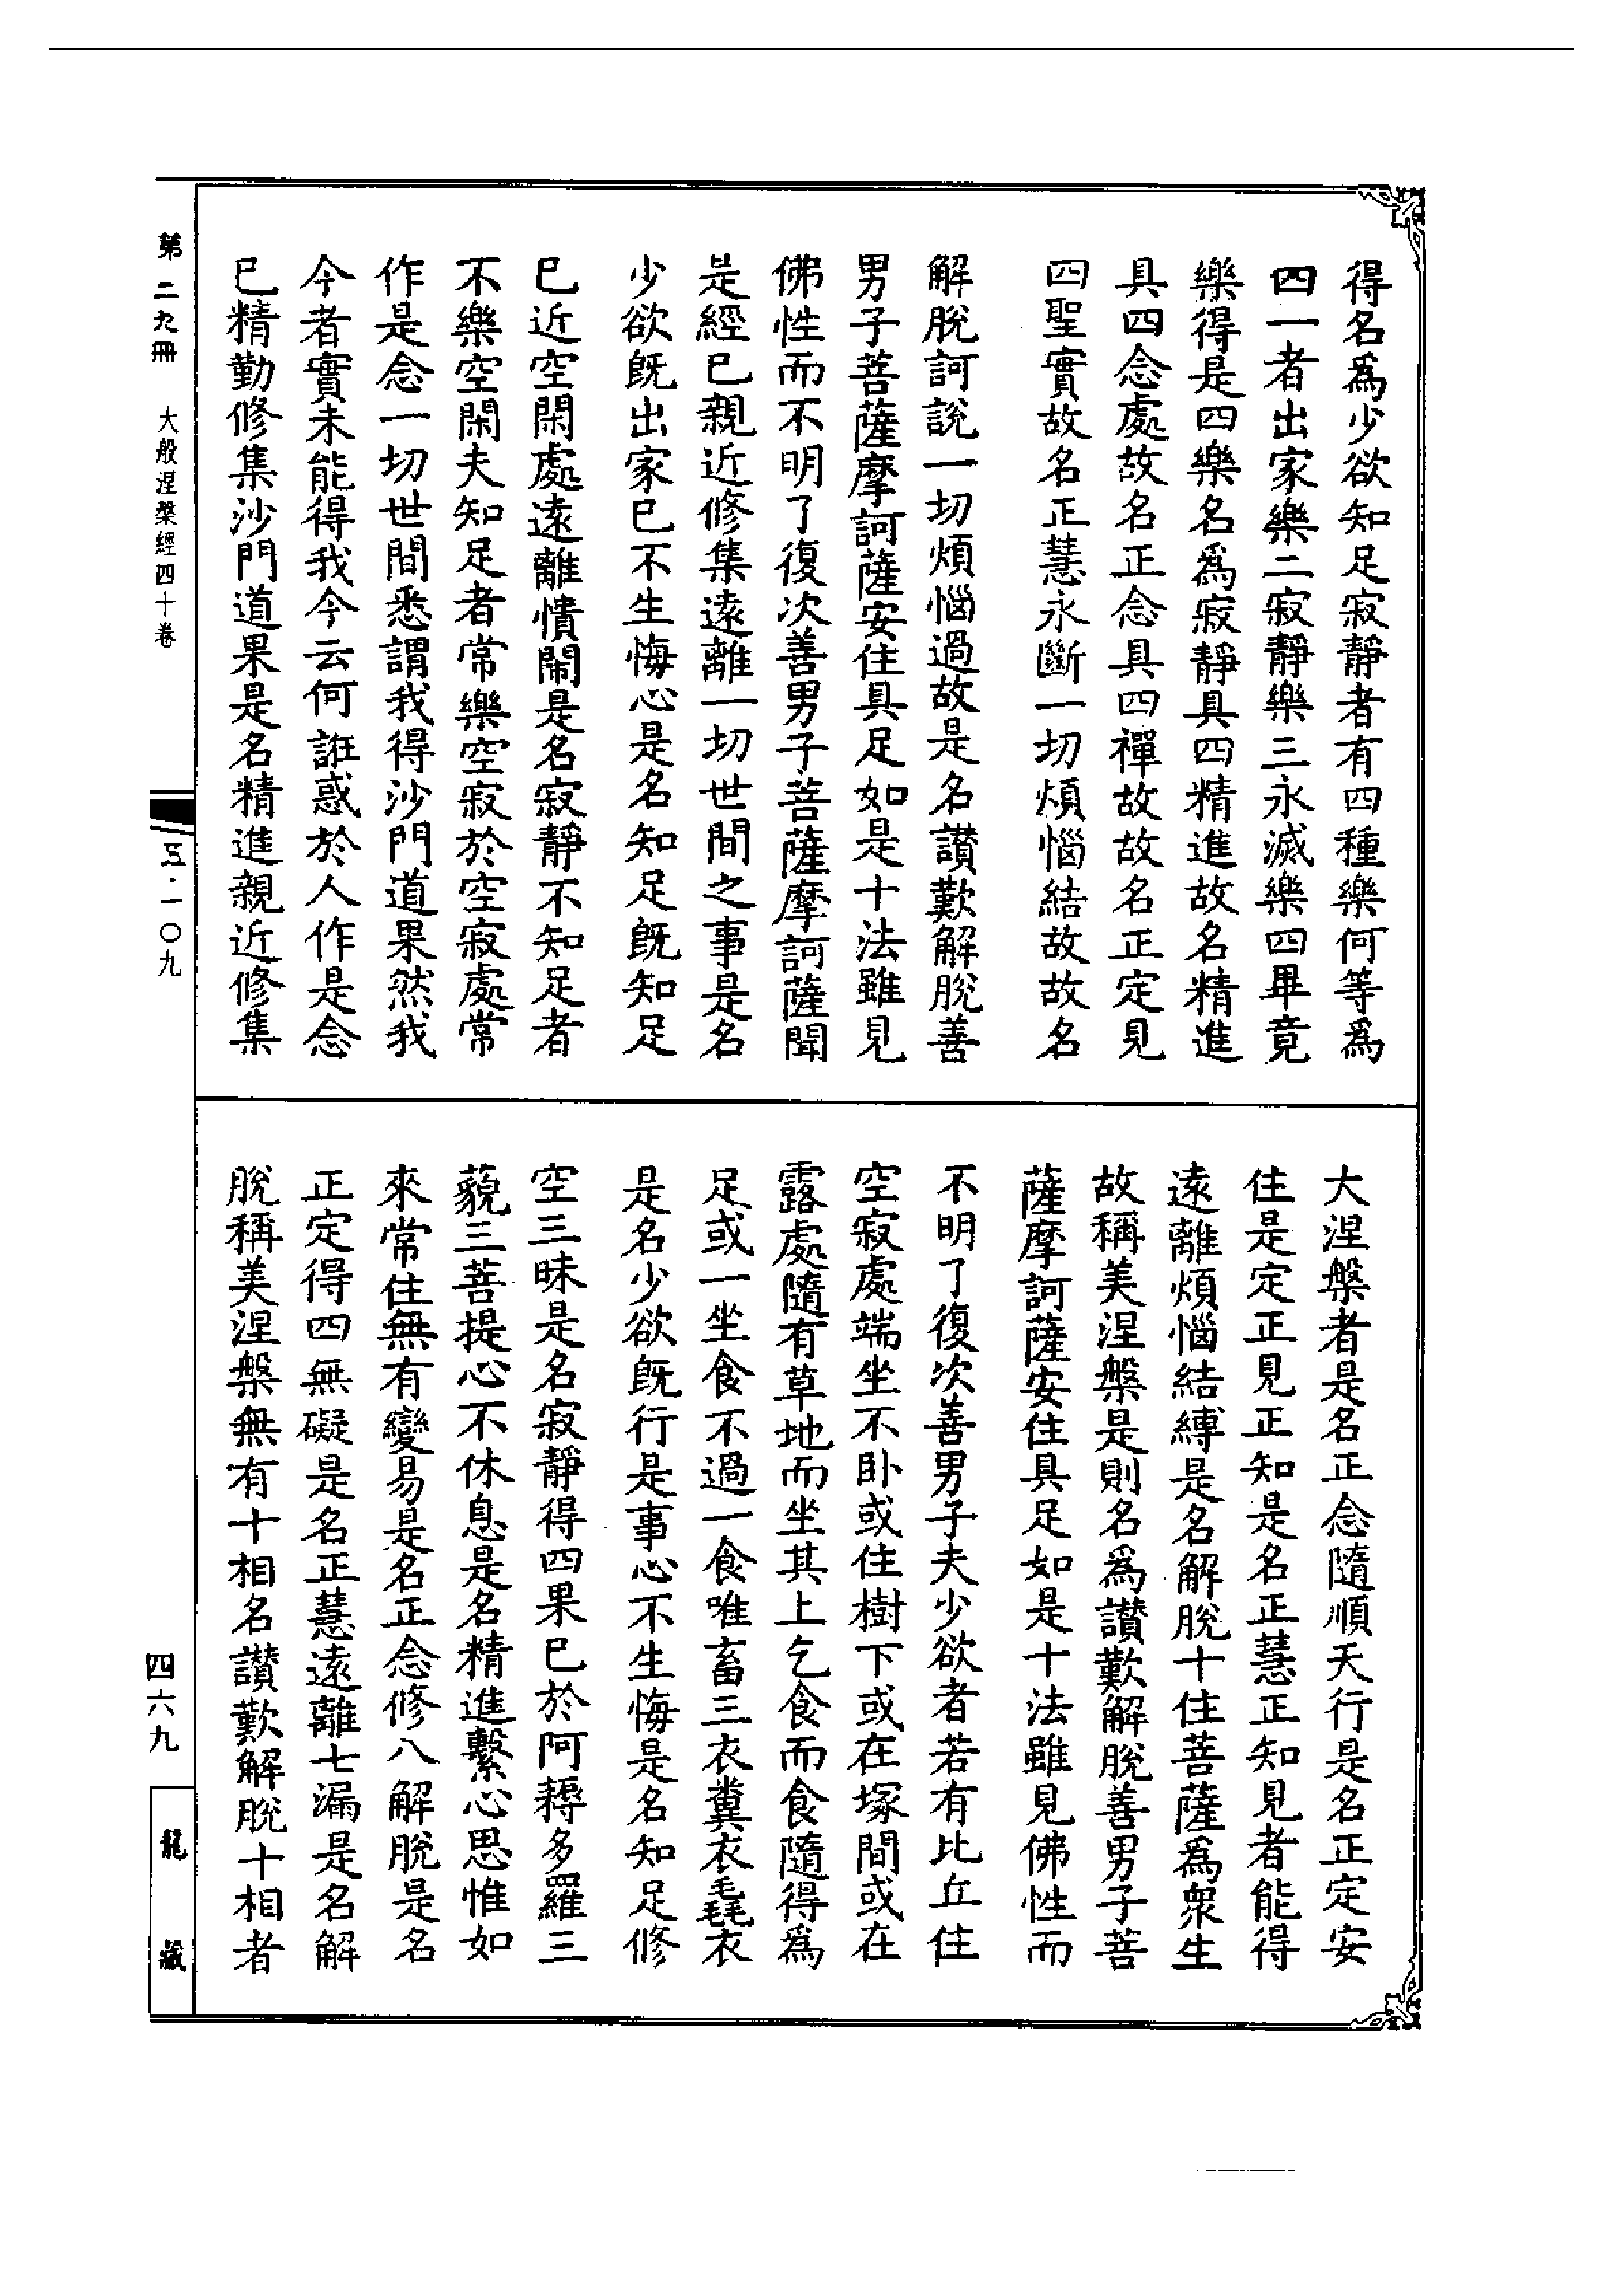 得名爲少欲知足寂靜者有四種樂何等爲
四一者出家樂二寂靜樂三永滅樂四畢竟
樂得是四樂名爲寂靜具四精進故名精進
具四念處故名正念具四禪故故名正定見
四聖實故名正慧永斷一切煩惱結故故名
解脫訶說一切煩惱過故是名讃歎解脫善
男子菩薩摩訶薩安住具足如是十法雖見
佛性而不明了復次善男子菩薩摩訶薩聞
是經已親近修集遠離一切世間之事是名
少欲旣出家已不生悔心是名知足旣知足
已近空閑處遠離憒閙是名寂靜不知足者
不樂空閑夫知足者常樂空寂於空寂處常
作是念一切世間悉謂我得沙門道果然我
今者實未能得我今云何誑惑於人作是念
已精勤修集沙門道果是名精進親近修集
大涅槃者是名正念隨順天行是名正定安
住是定正見正知是名正慧正知見者能得
遠離煩惱結縛是名解脫十住菩薩爲衆生
故稱美涅槃是則名爲讃歎解脫善男子菩
薩摩訶薩安住具足如是十法雖見佛性而
不明了復次善男子夫少欲者若有比丘住
空寂處端坐不卧或住樹下或在塚間或在
露處隨有草地而坐其上乞食而食隨得爲
足或一坐食不過一食唯畜三衣糞衣毳衣
是名少欲旣行是事心不生悔是名知足修
空三昧是名寂靜得四果已於阿耨多羅三
藐三菩提心不休息是名精進繫心思惟如
來常住無有變易是名正念修八解脫是名
正定得四無礙是名正慧遠離七漏是名解
脫稱美涅槃無有十相名讃歎解脫十相者
第二九冊 大般涅槃經四十卷
五·一〇九
四六九
龍藏